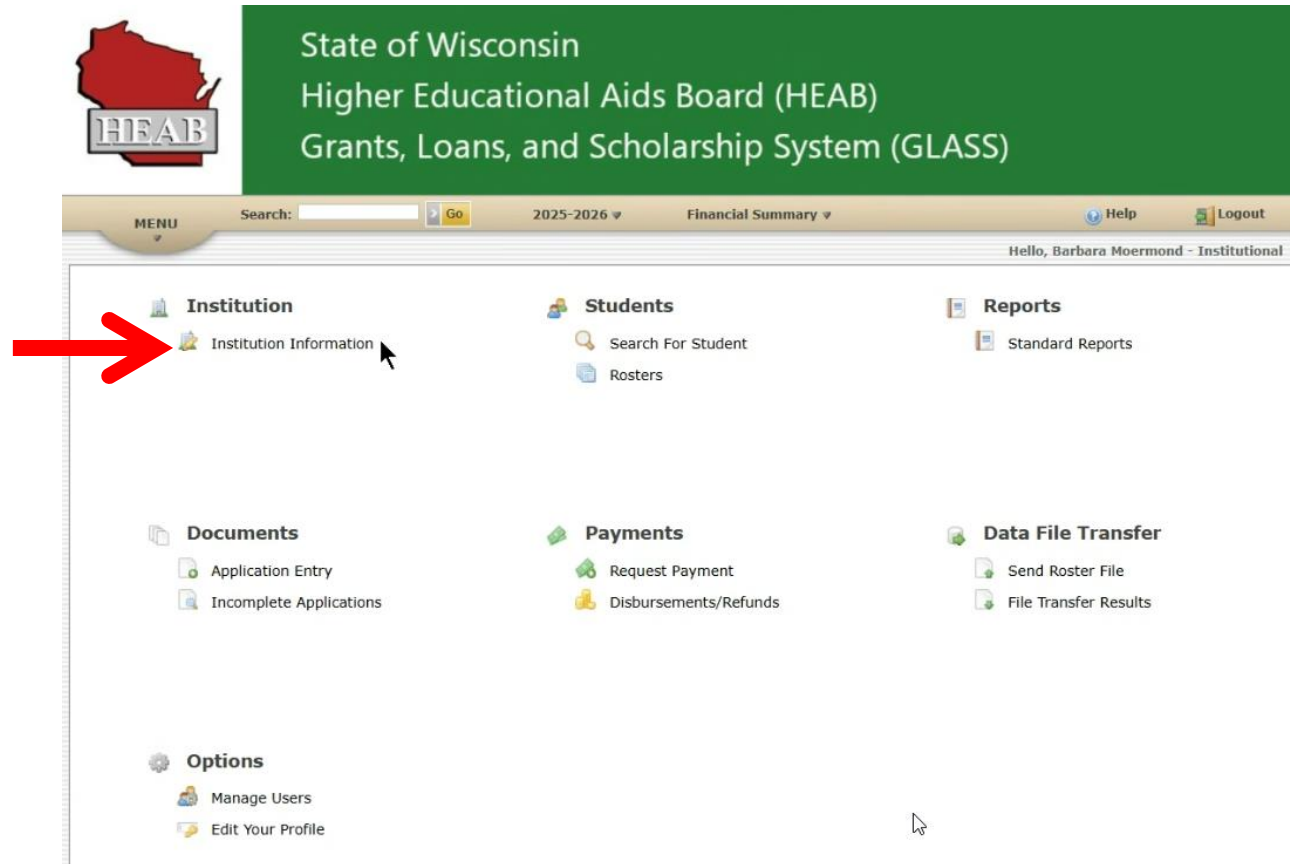 HEAB
State of Wisconsin
Higher Educational Aids Board (HEAB)
Grants, Loans, and Scholarship System (GLASS)
MENU
Search:
Go
2025-2026
Financial Summary
Help
Logout
Hello, Barbara Moermond - Institutional
Institution
Institution Information
Students
Search For Student
Rosters
Reports
Standard Reports
Documents
Application Entry
Incomplete Applications
Payments
Request Payment
Disbursements/Refunds
Data File Transfer
Send Roster File
File Transfer Results
Options
Manage Users
Edit Your Profile